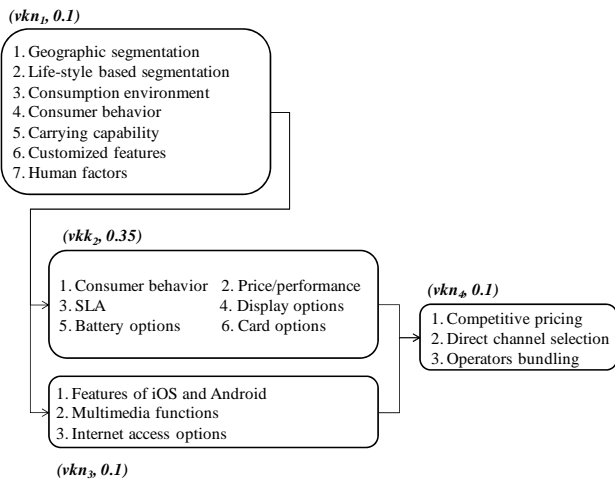 (vkn1, 0.1)
1. Geographic segmentation
2. Life-style based segmentation
3. Consumption environment
4. Consumer behavior
5. Carrying capability
6. Customized features
7. Human factors
(vkk2, 0.35)
1. Consumer behavior 2. Price/performance
3. SLA 4. Display options
5. Battery options 6. Card options
(vkn4, 0.1)
1. Competitive pricing
2. Direct channel selection
3. Operators bundling
1. Features of iOS and Android
2. Multimedia functions
3. Internet access options
(vkn3, 0.1)